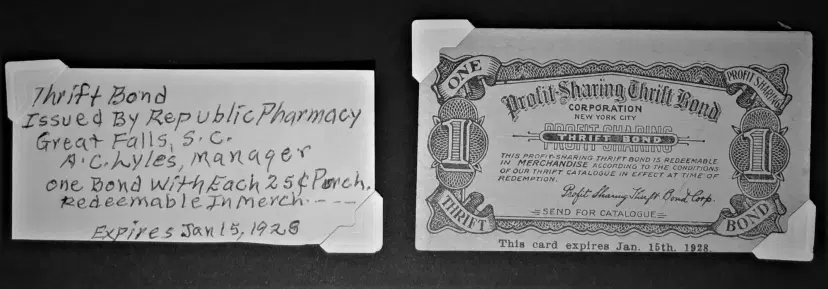 Thrift Bond
Issued By Republic Pharmacy
Great Falls, S.C.
A.C. Lyles, Manager
One Bond With Each 25¢ Purch.
Redeemable In Merch - - - -
Expires Jan 15, 1928
ONE
PROFIT SHARING
Profit-Sharing Thrift Bond
CORPORATION
NEW YORK CITY
PROFIT-SHARING
THRIFT BOND
1
1
THIS PROFIT-SHARING THRIFT BOND IS REDEEMABLE
IN MERCHANDISE ACCORDING TO THE CONDITIONS
OF OUR THRIFT CATALOGUE IN EFFECT AT TIME OF
REDEMPTION.
Profit Sharing Thrift Bond Corp.
SEND FOR CATALOGUE
THRIFT
BOND
This card expires Jan. 15th. 1928.